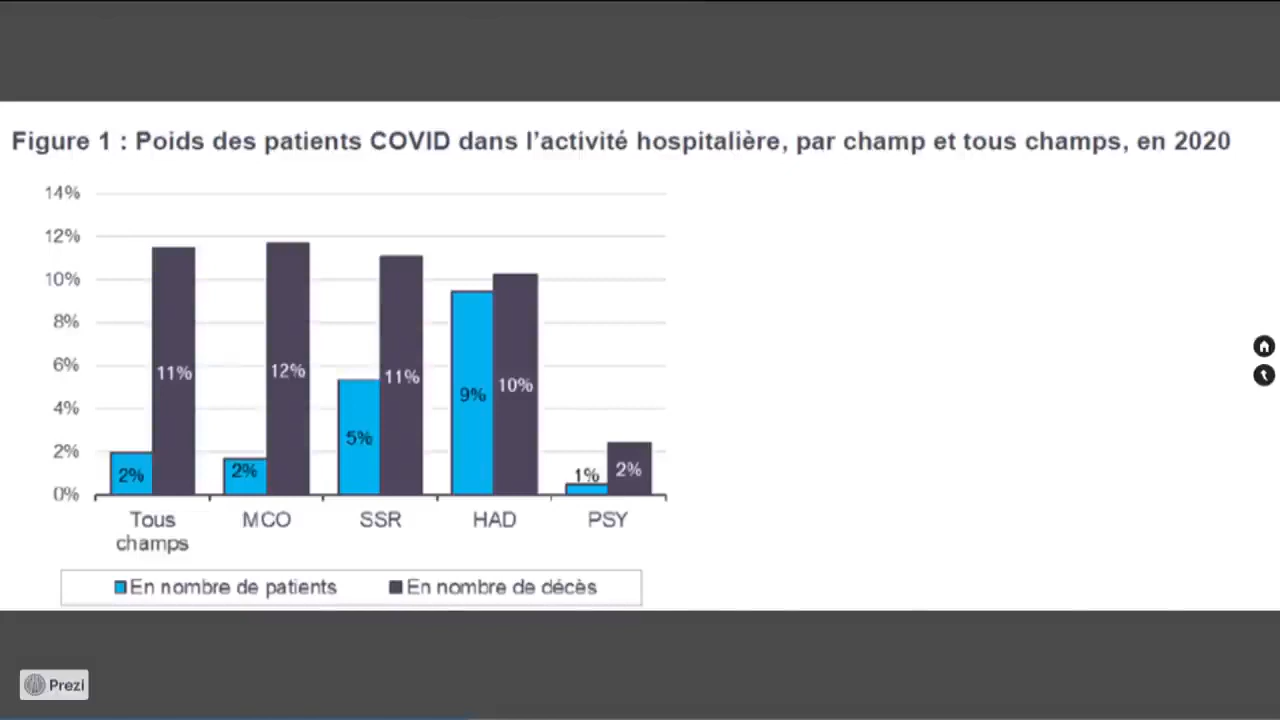 Figure 1 : Poids des patients COVID dans l'activité hospitalière, par champ et tous champs, en 2020
14%
12%
10%
8%
6%
4%
2%
0%
2%
11%
2%
12%
5%
11%
9%
10%
1%
2%
Tous champs
MCO
SSR
HAD
PSY
En nombre de patients
En nombre de décès
Prezi